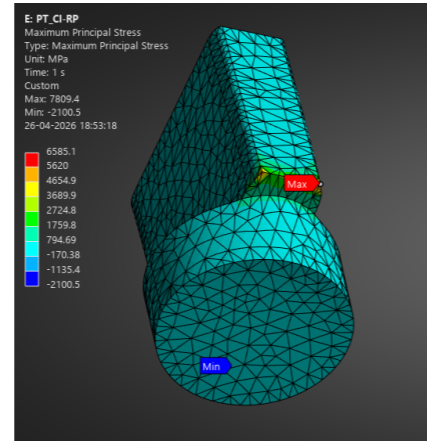 E: PT_CI-RP
Maximum Principal Stress
Type: Maximum Principal Stress
Unit: MPa
Time: 1 s
Custom
Max: 7809.4
Min: -2100.5
26-04-2026 18:53:18
6585.1
5620
4654.9
3689.9
2724.8
1759.8
794.69
-170.38
-1135.4
-2100.5
Max
Min